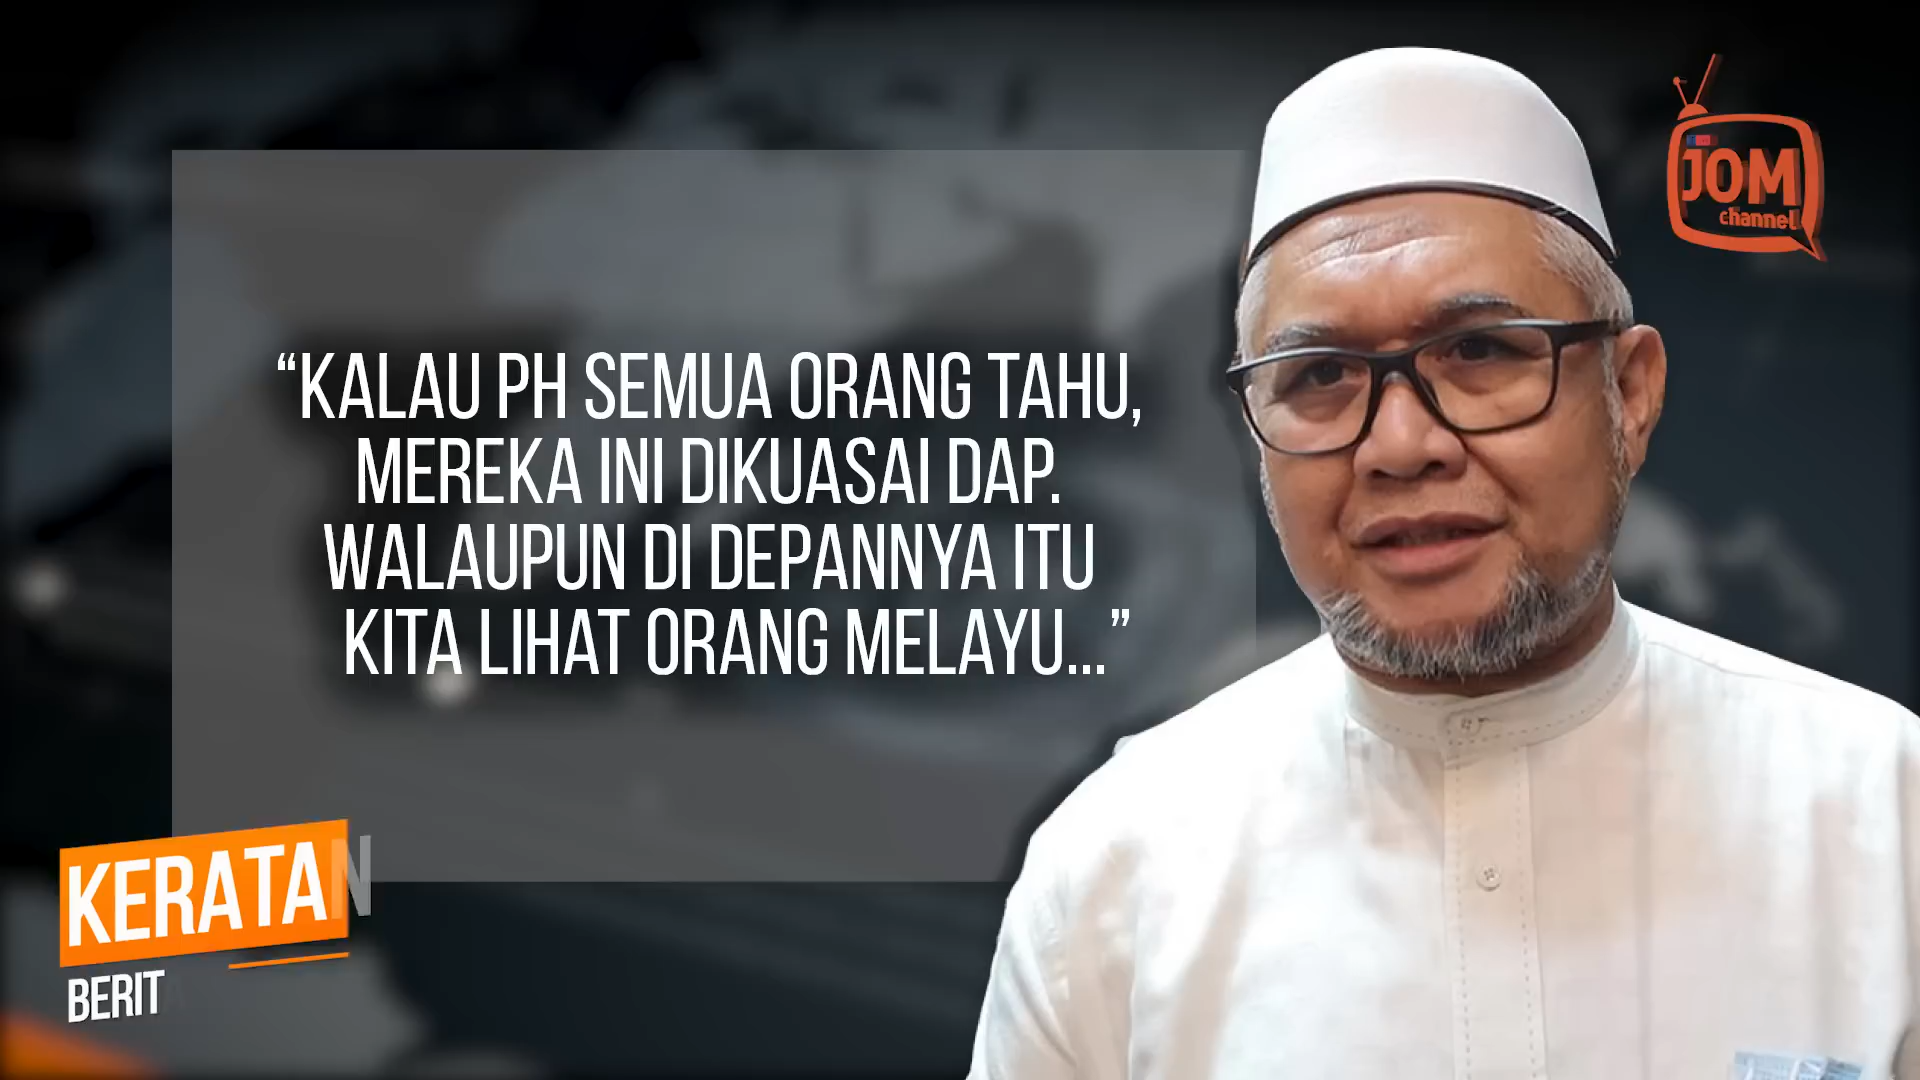 JOM
channel
“KALAU PH SEMUA ORANG TAHU,
MEREKA INI DIKUASAI DAP.
WALAUPUN DI DEPANNYA ITU
KITA LIHAT ORANG MELAYU...”
KERATAN
BERIT